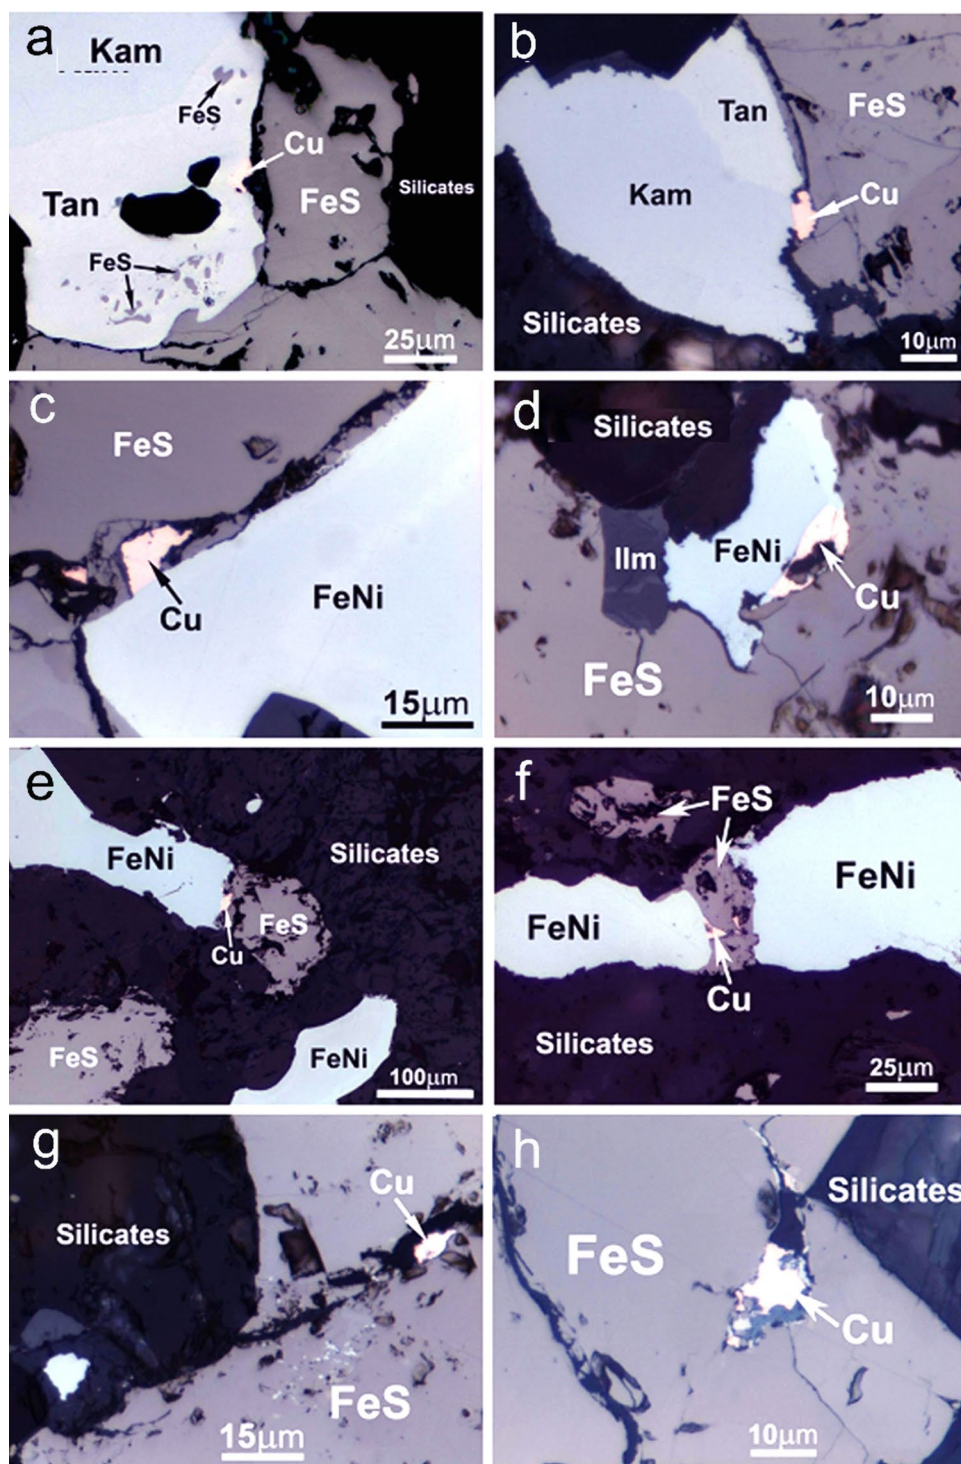 a
Kam
FeS
Cu
Tan
FeS
Silicates
FeS
25μm
b
Tan
FeS
Kam
Cu
Silicates
10μm
c
FeS
Cu
FeNi
15μm
d
Silicates
Ilm
FeNi
Cu
FeS
10μm
e
FeNi
Silicates
FeS
Cu
FeS
FeNi
100μm
f
FeS
FeNi
FeNi
Cu
Silicates
25μm
g
Cu
Silicates
FeS
15μm
h
Silicates
FeS
Cu
10μm